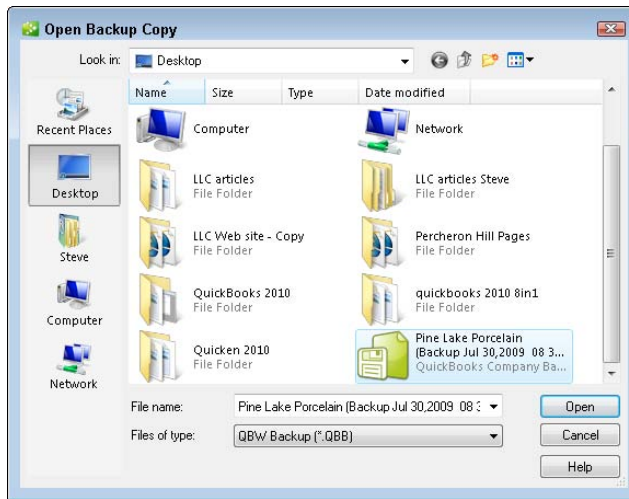 Open Backup Copy
Look in:
Desktop
Name Size Type Date modified
Recent Places
Desktop
Steve
Computer
Network
Computer
Network
LLC articles
File Folder
LLC articles Steve
File Folder
LLC Web site - Copy
File Folder
Percheron Hill Pages
File Folder
QuickBooks 2010
File Folder
quickbooks 2010 8in1
File Folder
Quicken 2010
File Folder
Pine Lake Porcelain
(Backup Jul 30,2009 08 3...
QuickBooks Company Ba...
File name: Pine Lake Porcelain (Backup Jul 30,2009 08 3
Open
Files of type: QBW Backup (*.QBB)
Cancel
Help